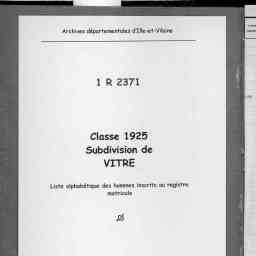 Archives départementales d'Ille-et-Vilaine
1 R 2371
Classe 1925
Subdivision de
VITRE
Liste alphabétique des hommes inscrits au registre
matricule